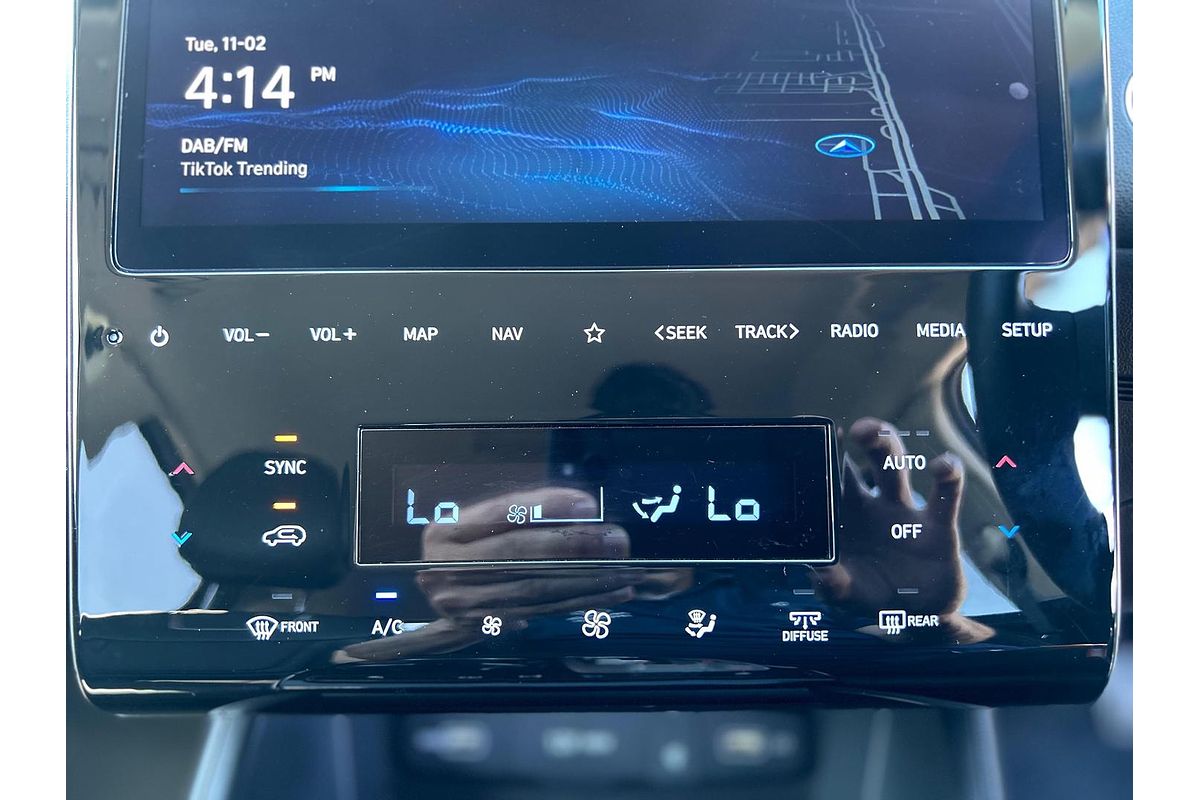 Tue, 11-02
4:14 PM
DAB/FM
TikTok Trending
VOL− VOL+ MAP NAV <SEEK TRACK> RADIO MEDIA SETUP
SYNC AUTO
Lo Lo
OFF
FRONT A/C DIFFUSE REAR